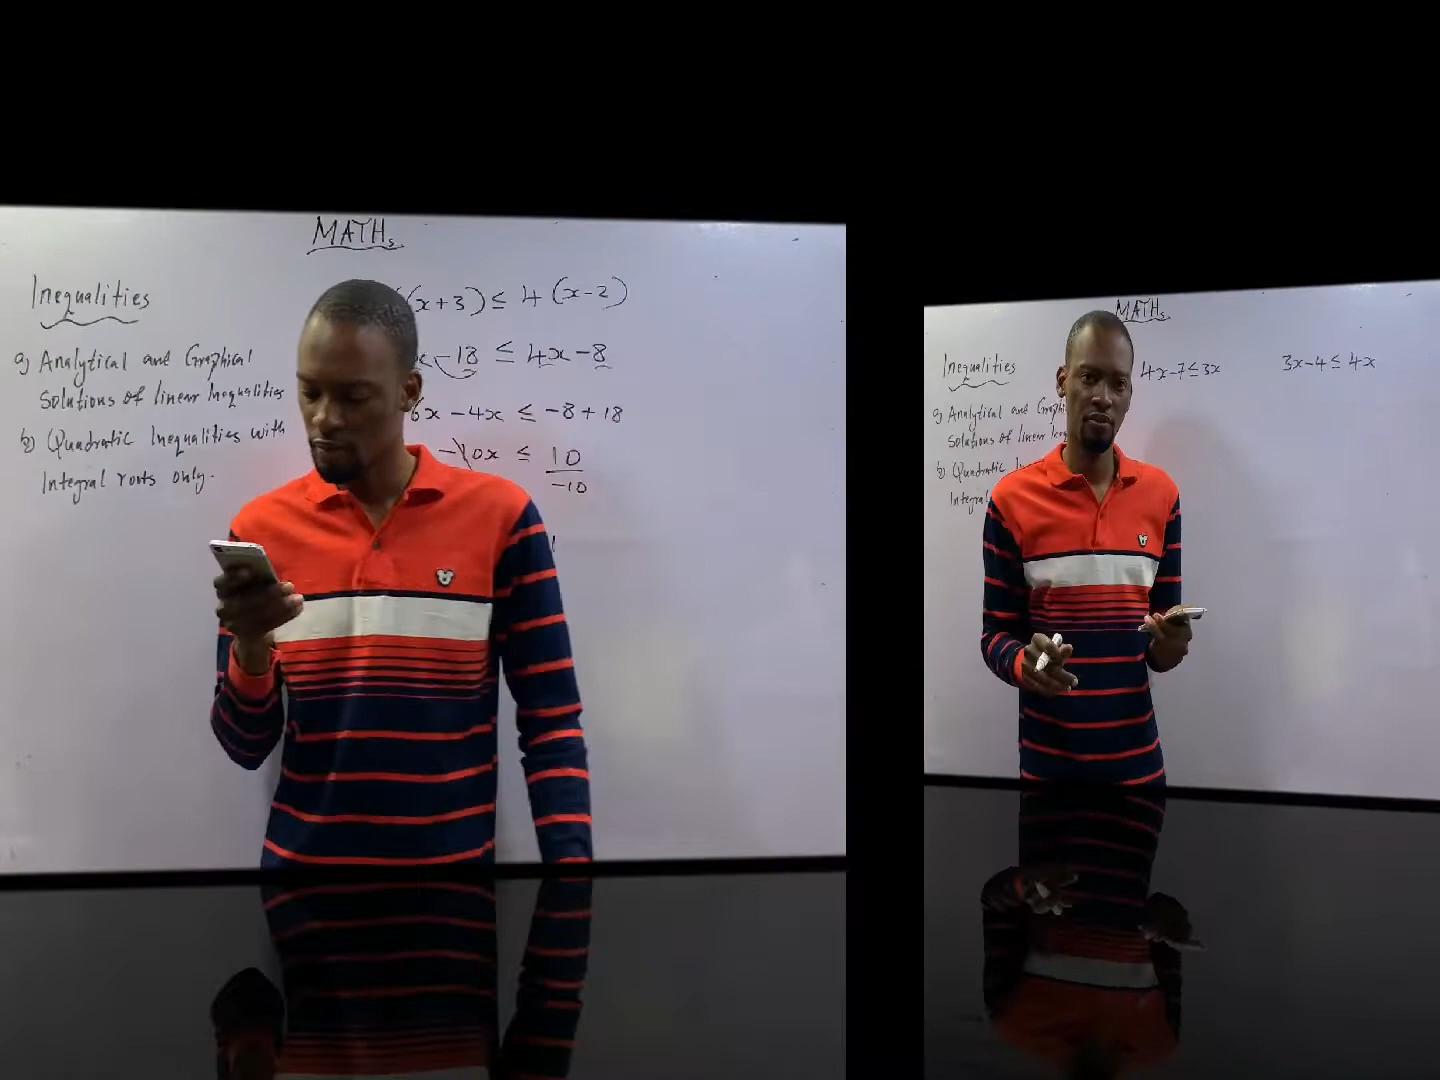 MATHs
Inequalities
a) Analytical and Graphical
Solutions of linear Inequalities
b) Quadratic Inequalities with
Integral roots only.
(x+3) ≤ 4(x-2)
-18 ≤ 4x-8
6x - 4x ≤ -8+18
-10x ≤ 10
-10
MATHs
Inequalities
a) Analytical and
Solutions of linear
b) Quadratic
Integral
4x-7≤3x
3x-4≤4x